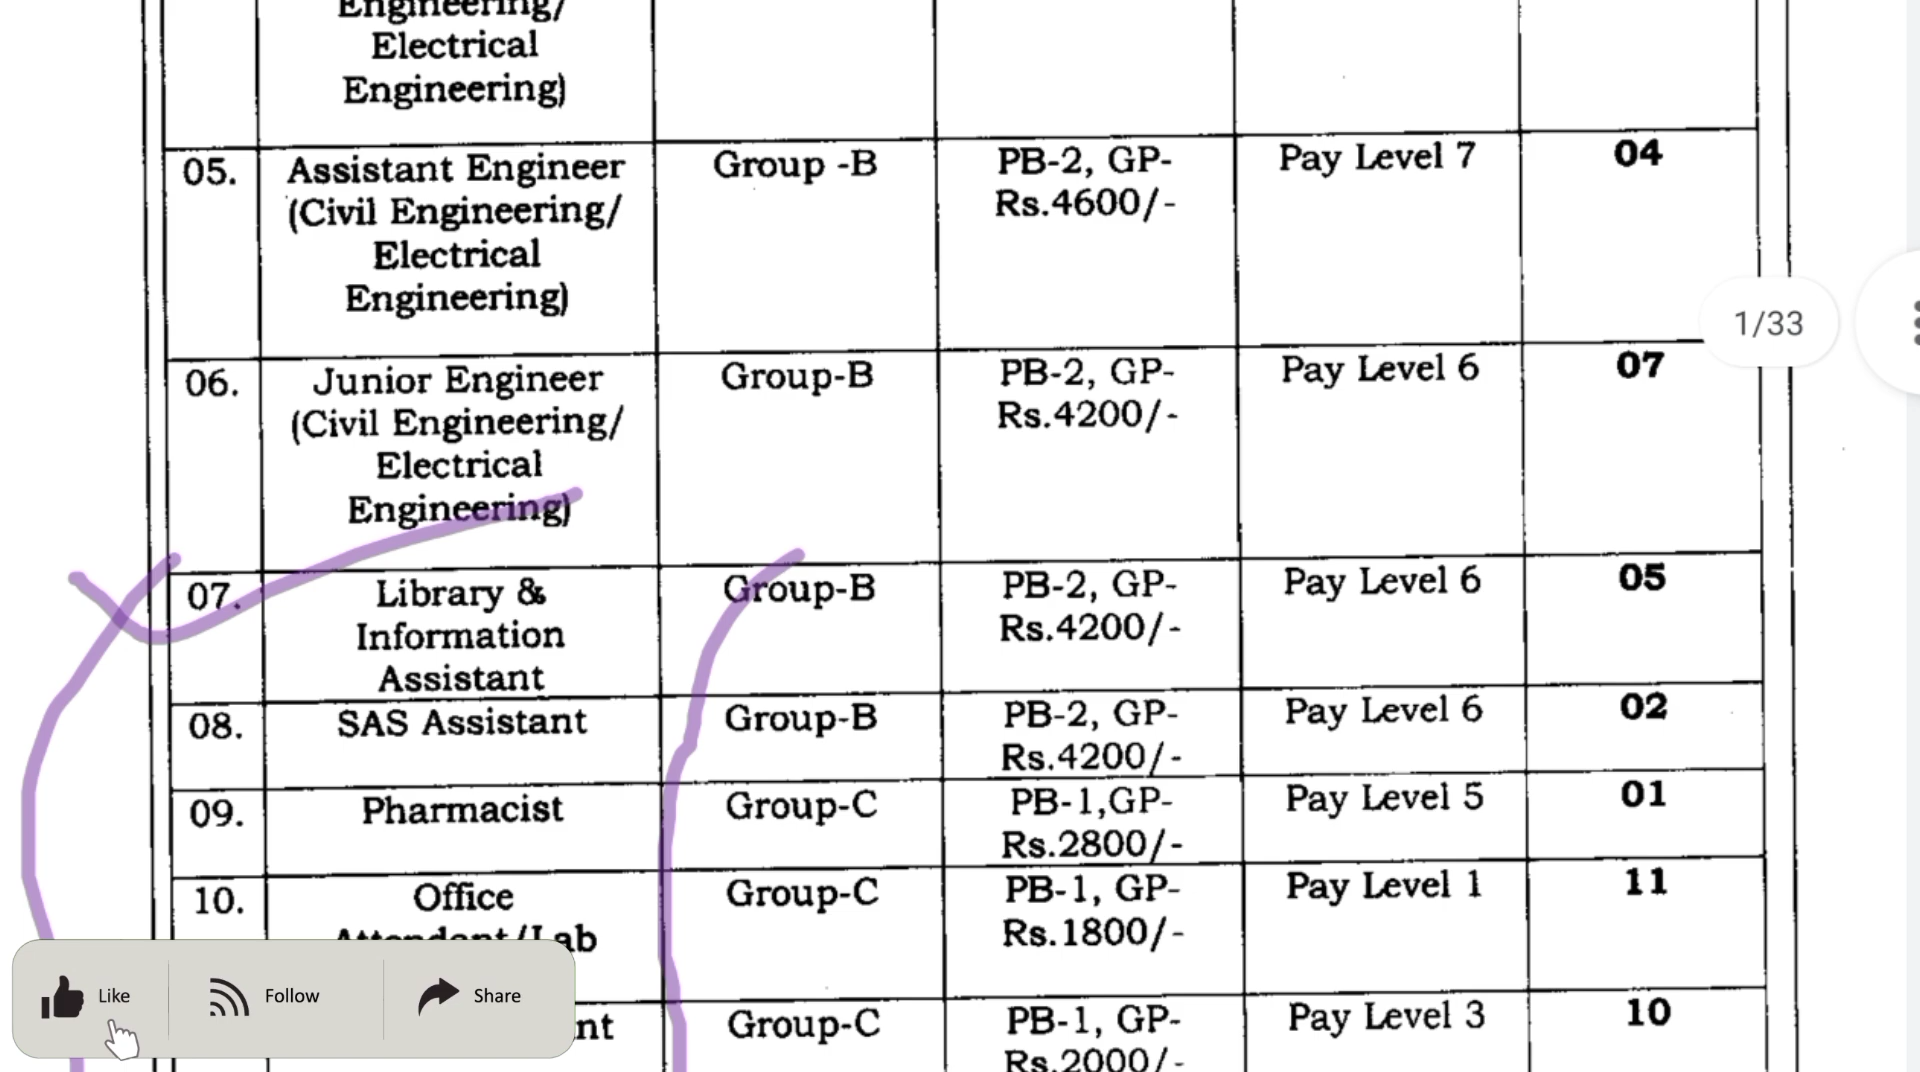 Engineering/
Electrical
Engineering)
05. Assistant Engineer Group -B PB-2, GP- Pay Level 7 04
(Civil Engineering/ Rs.4600/-
Electrical
Engineering)
1/33
06. Junior Engineer Group-B PB-2, GP- Pay Level 6 07
(Civil Engineering/ Rs.4200/-
Electrical
Engineering)
07. Library & Group-B PB-2, GP- Pay Level 6 05
Information Rs.4200/-
Assistant
08. SAS Assistant Group-B PB-2, GP- Pay Level 6 02
Rs.4200/-
09. Pharmacist Group-C PB-1,GP- Pay Level 5 01
Rs.2800/-
10. Office Group-C PB-1, GP- Pay Level 1 11
Attendant/Lab Rs.1800/-
Group-C PB-1, GP- Pay Level 3 10
Rs.2000/-
Like Follow Share